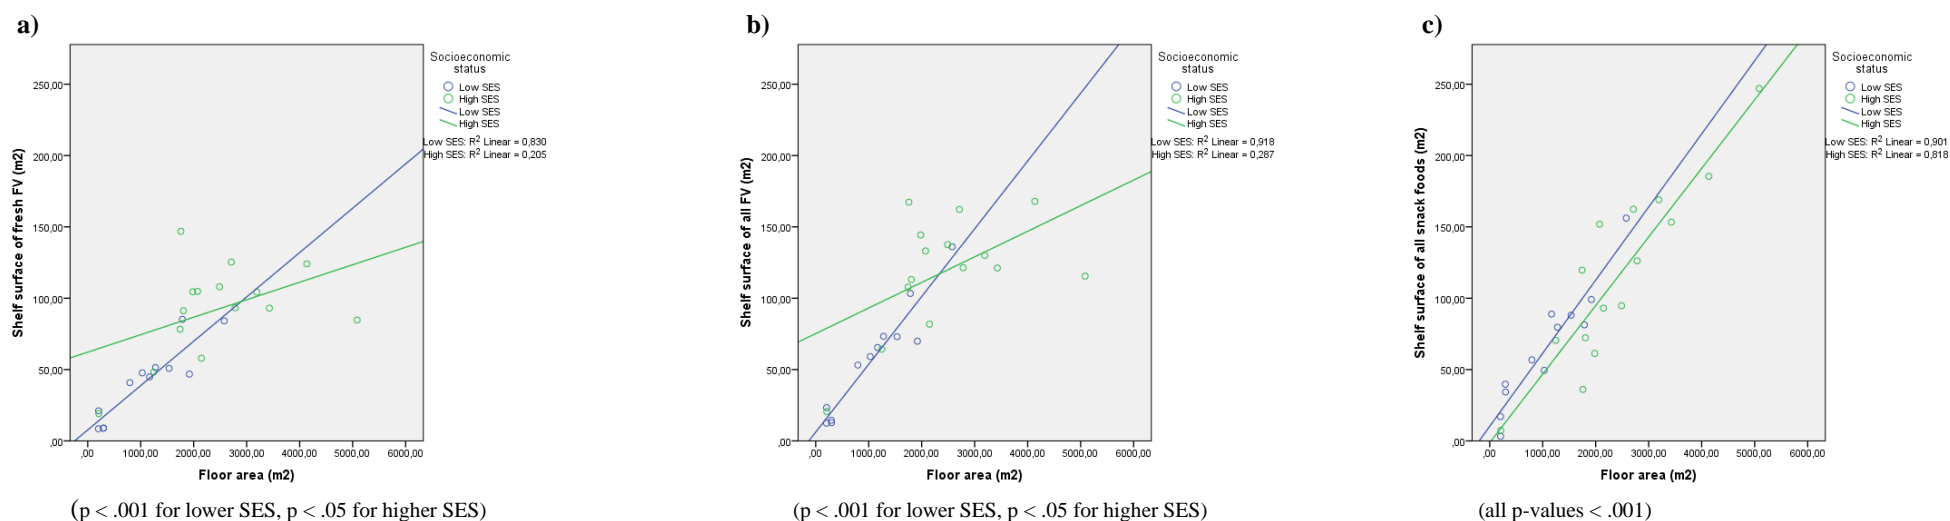 a)
Shelf surface of fresh FV (m2)
250,00
200,00
150,00
100,00
50,00
,00
,00 1000,00 2000,00 3000,00 4000,00 5000,00 6000,00
Floor area (m2)
Socioeconomic
status
Low SES
High SES
Low SES
High SES
Low SES: R2 Linear = 0,830
High SES: R2 Linear = 0,205
(p < .001 for lower SES, p < .05 for higher SES)
b)
Shelf surface of all FV (m2)
250,00
200,00
150,00
100,00
50,00
,00
,00 1000,00 2000,00 3000,00 4000,00 5000,00 6000,00
Floor area (m2)
Socioeconomic
status
Low SES
High SES
Low SES
High SES
Low SES: R2 Linear = 0,918
High SES: R2 Linear = 0,287
(p < .001 for lower SES, p < .05 for higher SES)
c)
Shelf surface of all snack foods (m2)
250,00
200,00
150,00
100,00
50,00
,00
,00 1000,00 2000,00 3000,00 4000,00 5000,00 6000,00
Floor area (m2)
Socioeconomic
status
Low SES
High SES
Low SES
High SES
Low SES: R2 Linear = 0,901
High SES: R2 Linear = 0,818
(all p-values < .001)